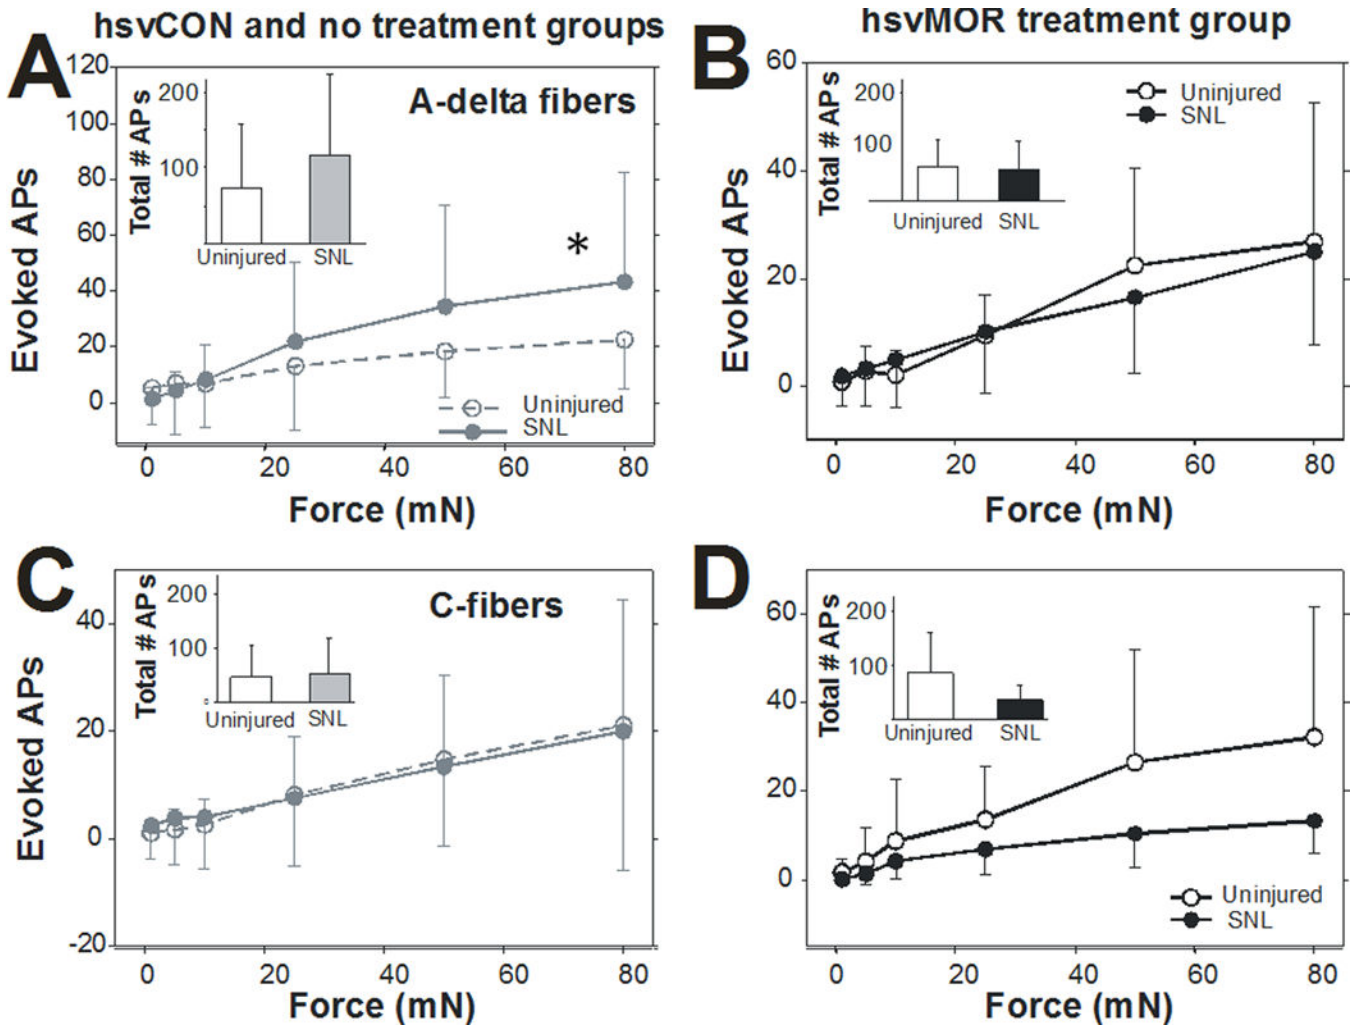 hsvCON and no treatment groups
hsvMOR treatment group
A
120
100
80
60
40
20
0
Evoked APs
Total # APs
200
100
Uninjured SNL
A-delta fibers
*
Uninjured
SNL
0 20 40 60 80
Force (mN)
B
60
40
20
0
Evoked APs
Total # APs
200
100
Uninjured SNL
Uninjured
SNL
0 20 40 60 80
Force (mN)
C
40
20
0
-20
Evoked APs
Total # APs
200
100
Uninjured SNL
C-fibers
0 20 40 60 80
Force (mN)
D
60
40
20
0
Total # APs
200
100
Uninjured SNL
Uninjured
SNL
0 20 40 60 80
Force (mN)